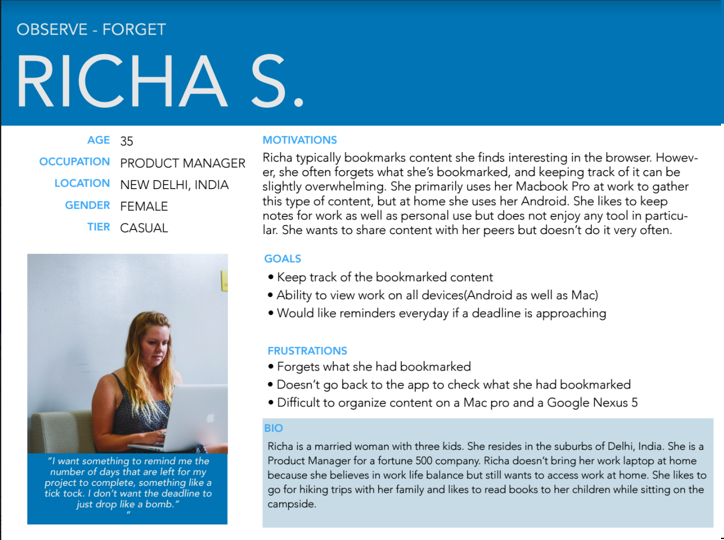 OBSERVE - FORGET
RICHA S.
AGE 35
OCCUPATION PRODUCT MANAGER
LOCATION NEW DELHI, INDIA
GENDER FEMALE
TIER CASUAL
"I want something to remind me the
number of days that are left for my
project to complete, something like a
tick tock. I don't want the deadline to
just drop like a bomb."
"
MOTIVATIONS
Richa typically bookmarks content she finds interesting in the browser. Howev-
er, she often forgets what she's bookmarked, and keeping track of it can be
slightly overwhelming. She primarily uses her Macbook Pro at work to gather
this type of content, but at home she uses her Android. She likes to keep
notes for work as well as personal use but does not enjoy any tool in particu-
lar. She wants to share content with her peers but doesn't do it very often.
GOALS
• Keep track of the bookmarked content
• Ability to view work on all devices(Android as well as Mac)
• Would like reminders everyday if a deadline is approaching
FRUSTRATIONS
• Forgets what she had bookmarked
• Doesn't go back to the app to check what she had bookmarked
• Difficult to organize content on a Mac pro and a Google Nexus 5
BIO
Richa is a married woman with three kids. She resides in the suburbs of Delhi, India. She is a
Product Manager for a fortune 500 company. Richa doesn't bring her work laptop at home
because she believes in work life balance but still wants to access work at home. She likes to
go for hiking trips with her family and likes to read books to her children while sitting on the
campside.